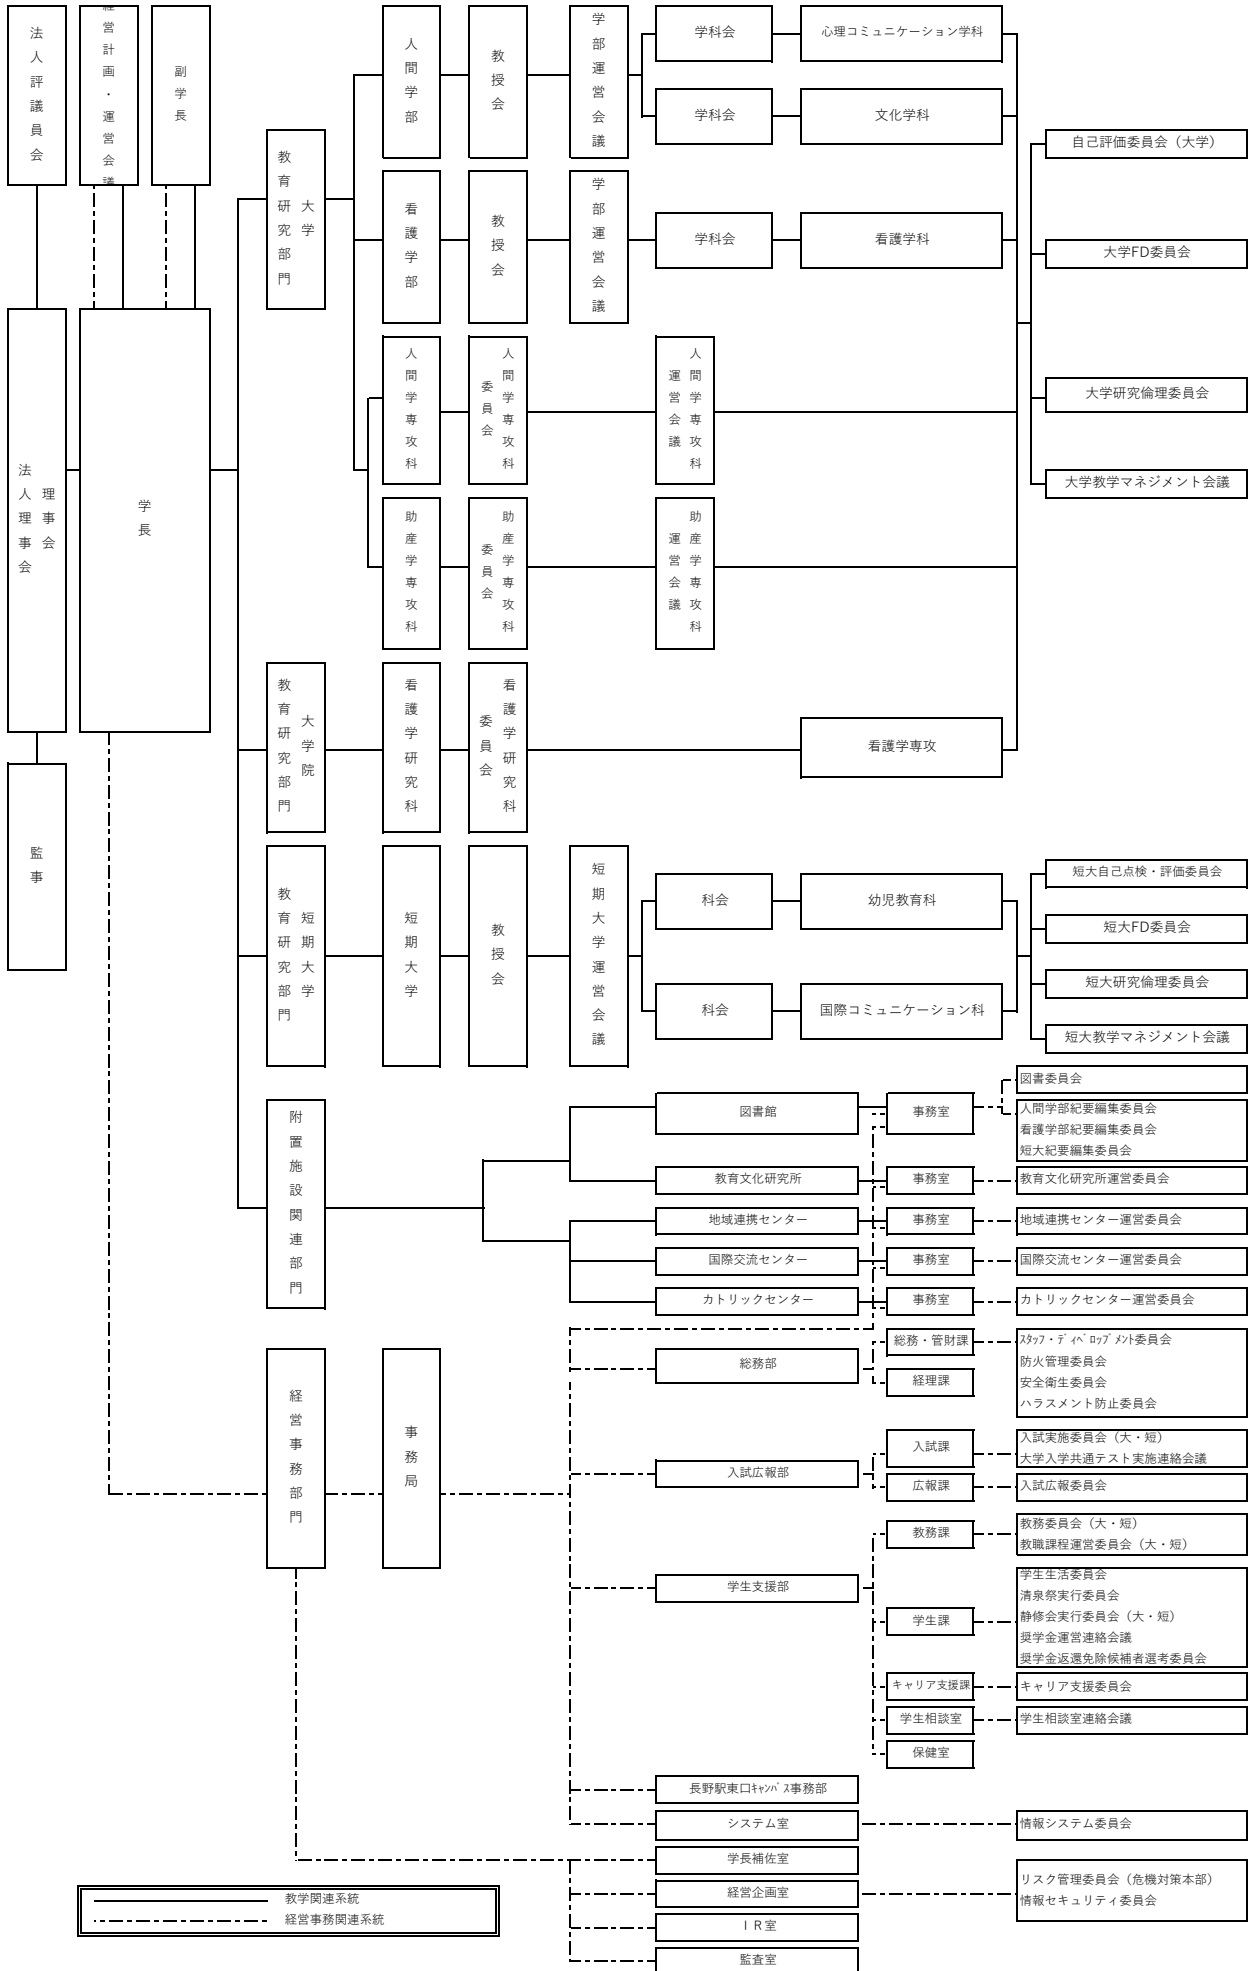 法人評議員会
経営計画・運営会議
副学長
法人理事会
理事会
学長
監事
大学
教育研究部門
人間学部
教授会
学部運営会議
学科会
心理コミュニケーション学科
学科会
文化学科
看護学部
教授会
学部運営会議
学科会
看護学科
人間学専攻科
人間学専攻科
委員会
人間学専攻科
運営会議
助産学専攻科
助産学専攻科
委員会
助産学専攻科
運営会議
自己評価委員会（大学）
大学FD委員会
大学研究倫理委員会
大学教学マネジメント会議
大学院
教育研究部門
看護学研究科
看護学研究科
委員会
看護学専攻
短期大学
教育研究部門
短期大学
教授会
短期大学運営会議
科会
幼児教育科
科会
国際コミュニケーション科
短大自己点検・評価委員会
短大FD委員会
短大研究倫理委員会
短大教学マネジメント会議
附置施設関連部門
図書館
事務室
図書委員会
人間学部紀要編集委員会
看護学部紀要編集委員会
短大紀要編集委員会
教育文化研究所
事務室
教育文化研究所運営委員会
地域連携センター
事務室
地域連携センター運営委員会
国際交流センター
事務室
国際交流センター運営委員会
カトリックセンター
事務室
カトリックセンター運営委員会
経営事務部門
事務局
総務部
総務・管財課
経理課
ｽﾀｯﾌ・ﾃﾞｨﾍﾞﾛｯﾌﾟﾒﾝﾄ委員会
防火管理委員会
安全衛生委員会
ハラスメント防止委員会
入試広報部
入試課
入試実施委員会（大・短）
大学入学共通テスト実施連絡会議
広報課
入試広報委員会
学生支援部
教務課
教務委員会（大・短）
教職課程運営委員会（大・短）
学生課
学生生活委員会
清泉祭実行委員会
静修会実行委員会（大・短）
奨学金運営連絡会議
奨学金返還免除候補者選考委員会
キャリア支援課
キャリア支援委員会
学生相談室
学生相談室連絡会議
保健室
長野駅東口ｷｬﾝﾊﾟｽ事務部
システム室
情報システム委員会
学長補佐室
経営企画室
リスク管理委員会（危機対策本部）
情報セキュリティ委員会
ＩＲ室
監査室
教学関連系統
経営事務関連系統